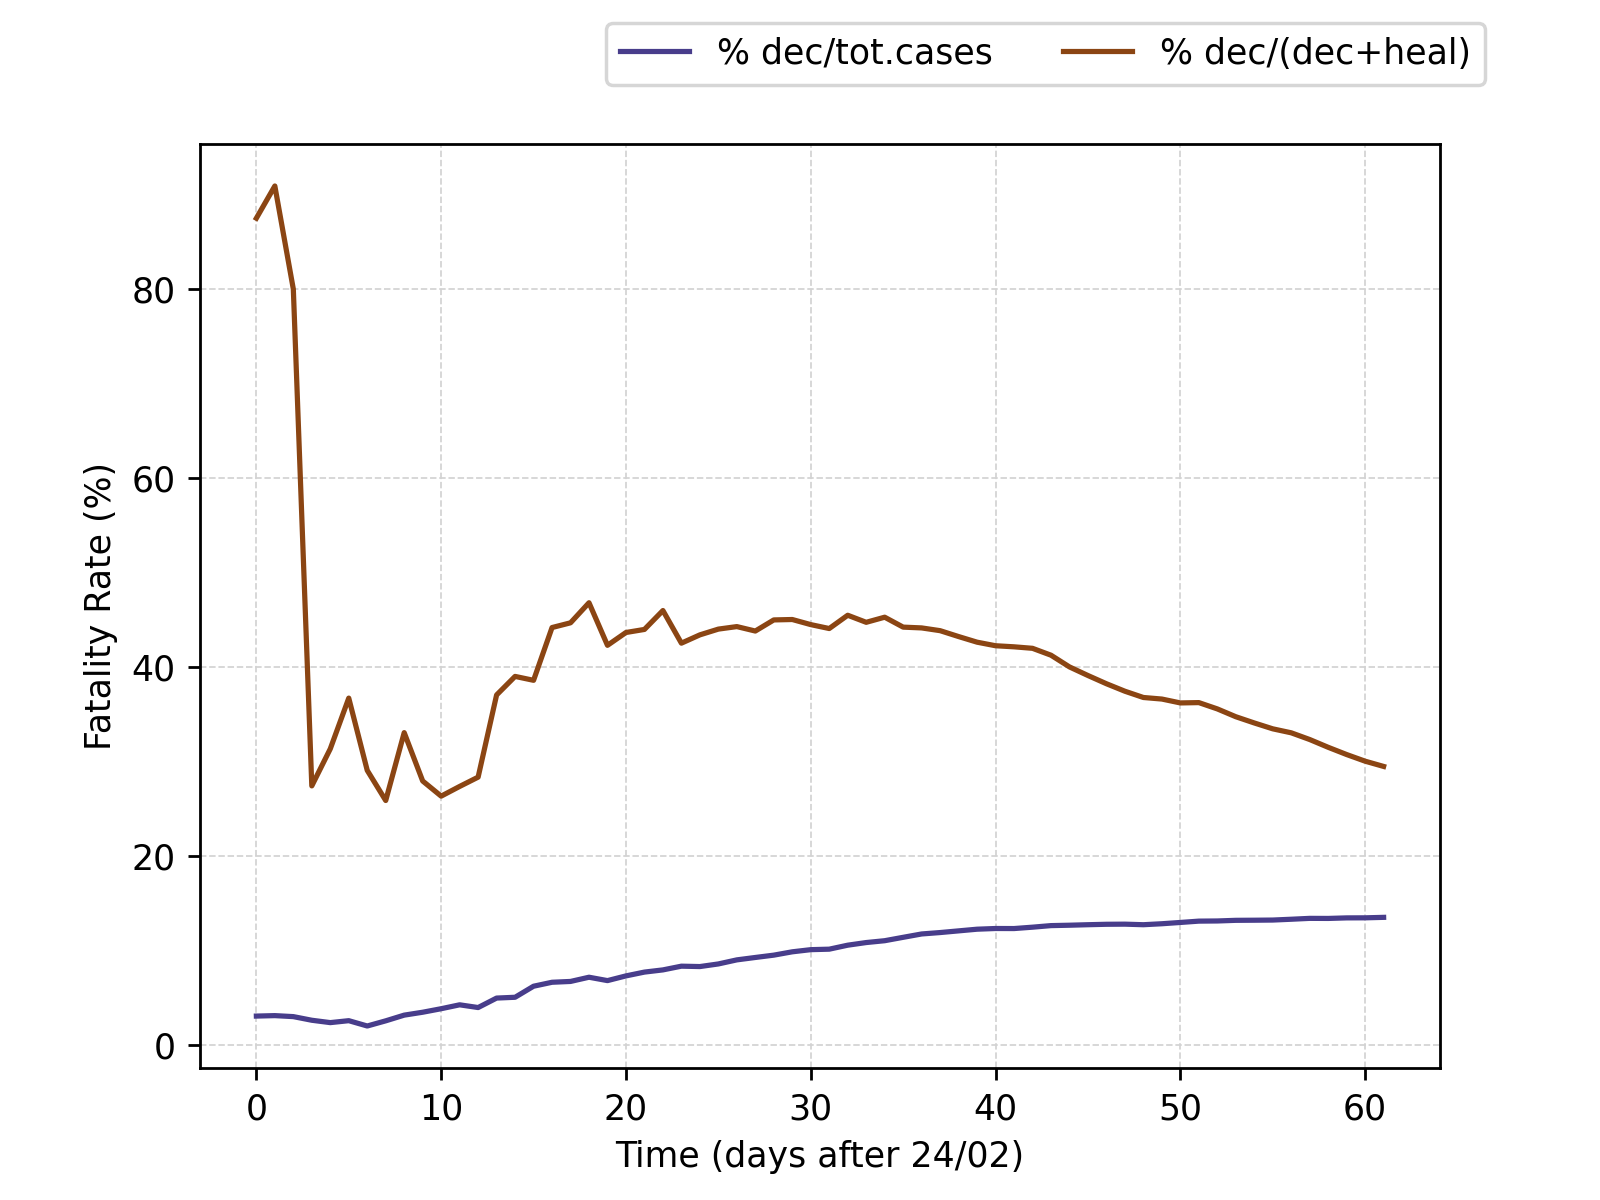 % dec/tot.cases % dec/(dec+heal)
Fatality Rate (%)
80
60
40
20
0
0 10 20 30 40 50 60
Time (days after 24/02)